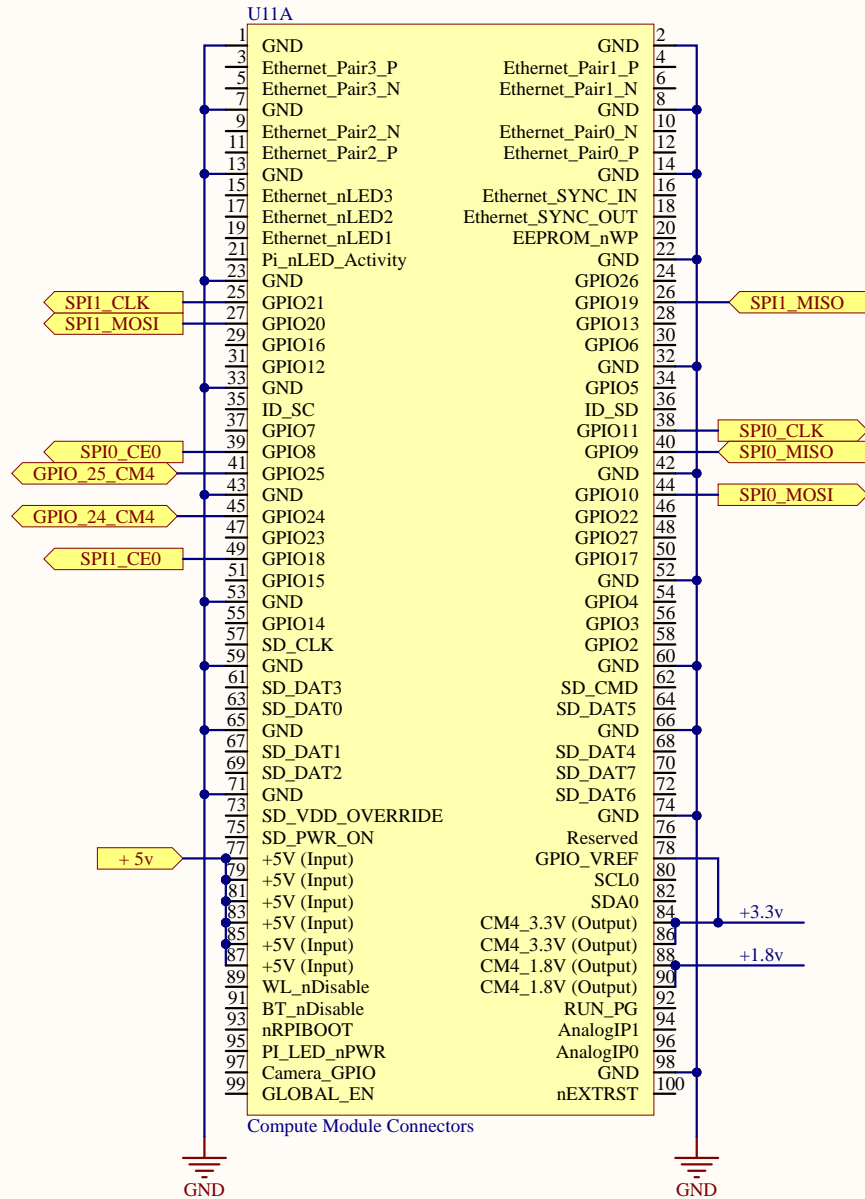 U11A
1 GND GND 2
3 Ethernet_Pair3_P Ethernet_Pair1_P 4
5 Ethernet_Pair3_N Ethernet_Pair1_N 6
7 GND GND 8
9 Ethernet_Pair2_N Ethernet_Pair0_N 10
11 Ethernet_Pair2_P Ethernet_Pair0_P 12
13 GND GND 14
15 Ethernet_nLED3 Ethernet_SYNC_IN 16
17 Ethernet_nLED2 Ethernet_SYNC_OUT 18
19 Ethernet_nLED1 EEPROM_nWP 20
21 Pi_nLED_Activity GND 22
23 GND GPIO26 24
SPI1_CLK 25 GPIO21 GPIO19 26 SPI1_MISO
SPI1_MOSI 27 GPIO20 GPIO13 28
29 GPIO16 GPIO6 30
31 GPIO12 GND 32
33 GND GPIO5 34
35 ID_SC ID_SD 36
37 GPIO7 GPIO11 38 SPI0_CLK
SPI0_CE0 39 GPIO8 GPIO9 40 SPI0_MISO
GPIO_25_CM4 41 GPIO25 GND 42
43 GND GPIO10 44 SPI0_MOSI
GPIO_24_CM4 45 GPIO24 GPIO22 46
47 GPIO23 GPIO27 48
SPI1_CE0 49 GPIO18 GPIO17 50
51 GPIO15 GND 52
53 GND GPIO4 54
55 GPIO14 GPIO3 56
57 SD_CLK GPIO2 58
59 GND GND 60
61 SD_DAT3 SD_CMD 62
63 SD_DAT0 SD_DAT5 64
65 GND GND 66
67 SD_DAT1 SD_DAT4 68
69 SD_DAT2 SD_DAT7 70
71 GND SD_DAT6 72
73 SD_VDD_OVERRIDE GND 74
75 SD_PWR_ON Reserved 76
+ 5v 77 +5V (Input) GPIO_VREF 78
79 +5V (Input) SCL0 80
81 +5V (Input) SDA0 82
83 +5V (Input) CM4_3.3V (Output) 84 +3.3v
85 +5V (Input) CM4_3.3V (Output) 86
87 +5V (Input) CM4_1.8V (Output) 88 +1.8v
89 WL_nDisable CM4_1.8V (Output) 90
91 BT_nDisable RUN_PG 92
93 nRPIBOOT AnalogIP1 94
95 PI_LED_nPWR AnalogIP0 96
97 Camera_GPIO GND 98
99 GLOBAL_EN nEXTRST 100
Compute Module Connectors
GND GND